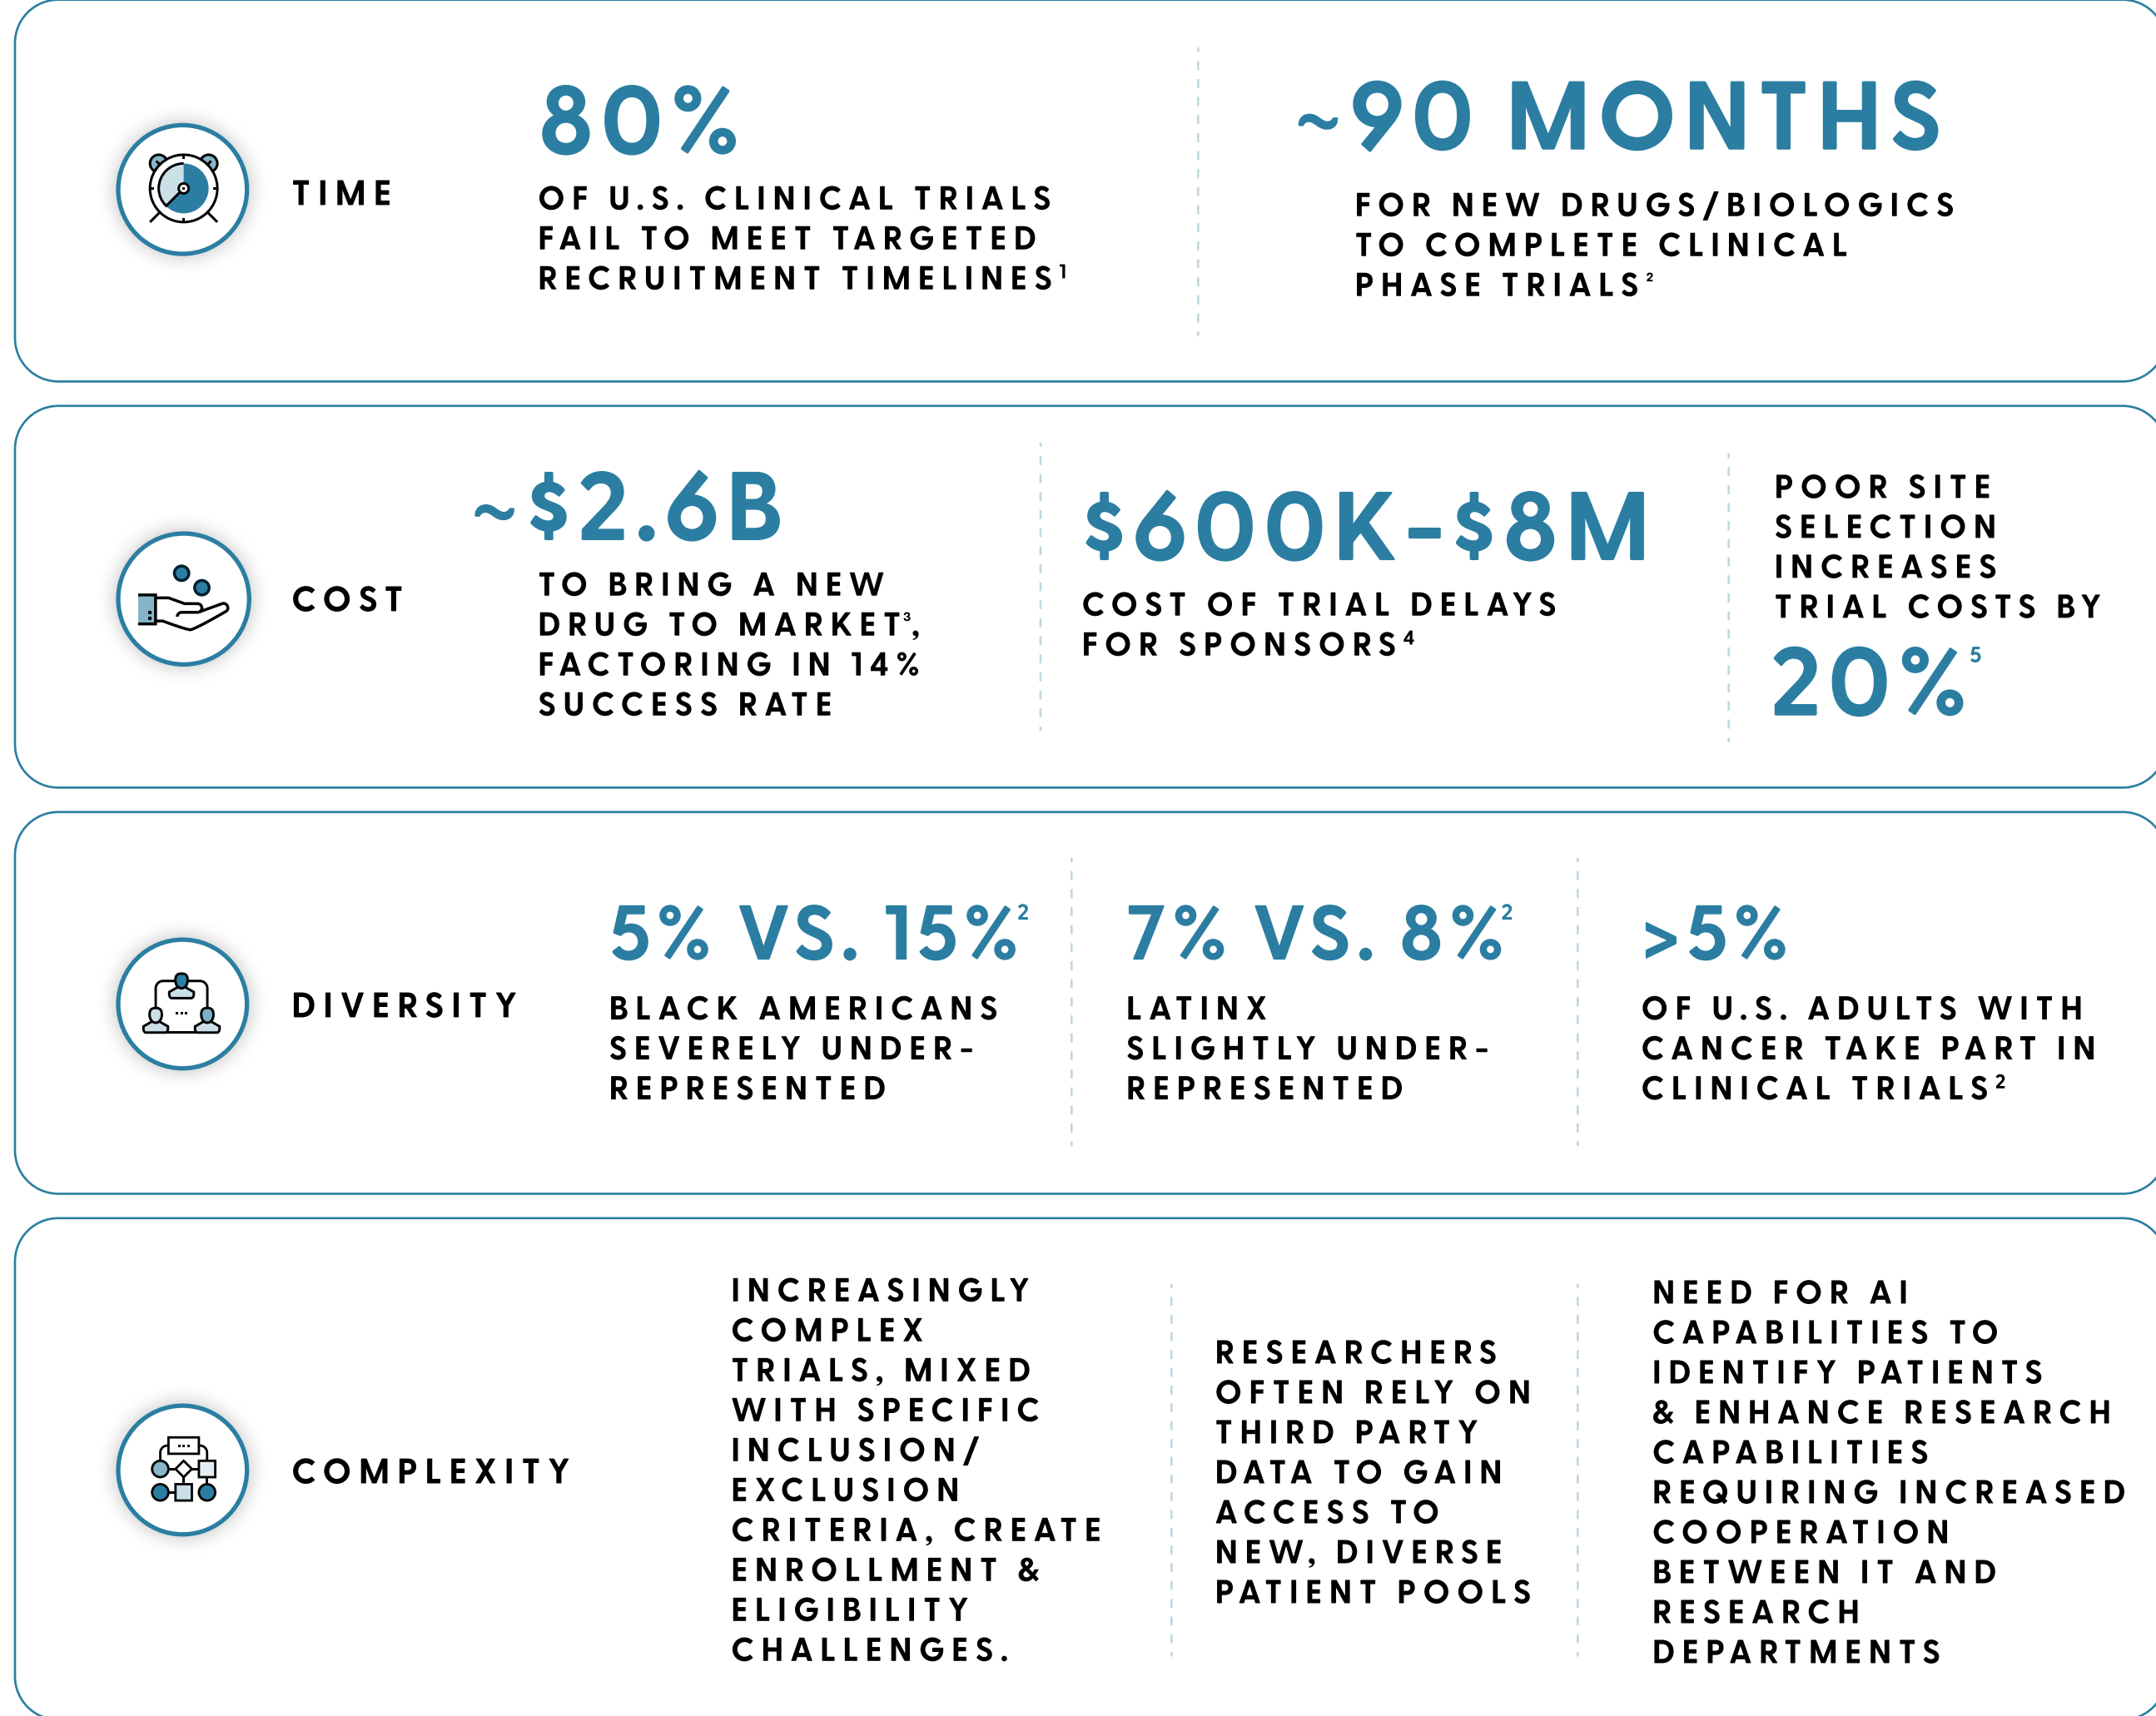 TIME
80%
OF U.S. CLINICAL TRIALS
FAIL TO MEET TARGETED
RECRUITMENT TIMELINES¹
~90 MONTHS
FOR NEW DRUGS/BIOLOGICS
TO COMPLETE CLINICAL
PHASE TRIALS²
COST
~$2.6B
TO BRING A NEW
DRUG TO MARKET³,
FACTORING IN 14%
SUCCESS RATE
$600K-$8M
COST OF TRIAL DELAYS
FOR SPONSORS⁴
POOR SITE
SELECTION
INCREASES
TRIAL COSTS BY
20%⁵
DIVERSITY
5% VS. 15%²
BLACK AMERICANS
SEVERELY UNDER-
REPRESENTED
7% VS. 8%²
LATINX
SLIGHTLY UNDER-
REPRESENTED
>5%
OF U.S. ADULTS WITH
CANCER TAKE PART IN
CLINICAL TRIALS²
COMPLEXITY
INCREASINGLY
COMPLEX
TRIALS, MIXED
WITH SPECIFIC
INCLUSION/
EXCLUSION
CRITERIA, CREATE
ENROLLMENT &
ELIGIBILITY
CHALLENGES.
RESEARCHERS
OFTEN RELY ON
THIRD PARTY
DATA TO GAIN
ACCESS TO
NEW, DIVERSE
PATIENT POOLS
NEED FOR AI
CAPABILITIES TO
IDENTIFY PATIENTS
& ENHANCE RESEARCH
CAPABILITIES
REQUIRING INCREASED
COOPERATION
BETWEEN IT AND
RESEARCH
DEPARTMENTS